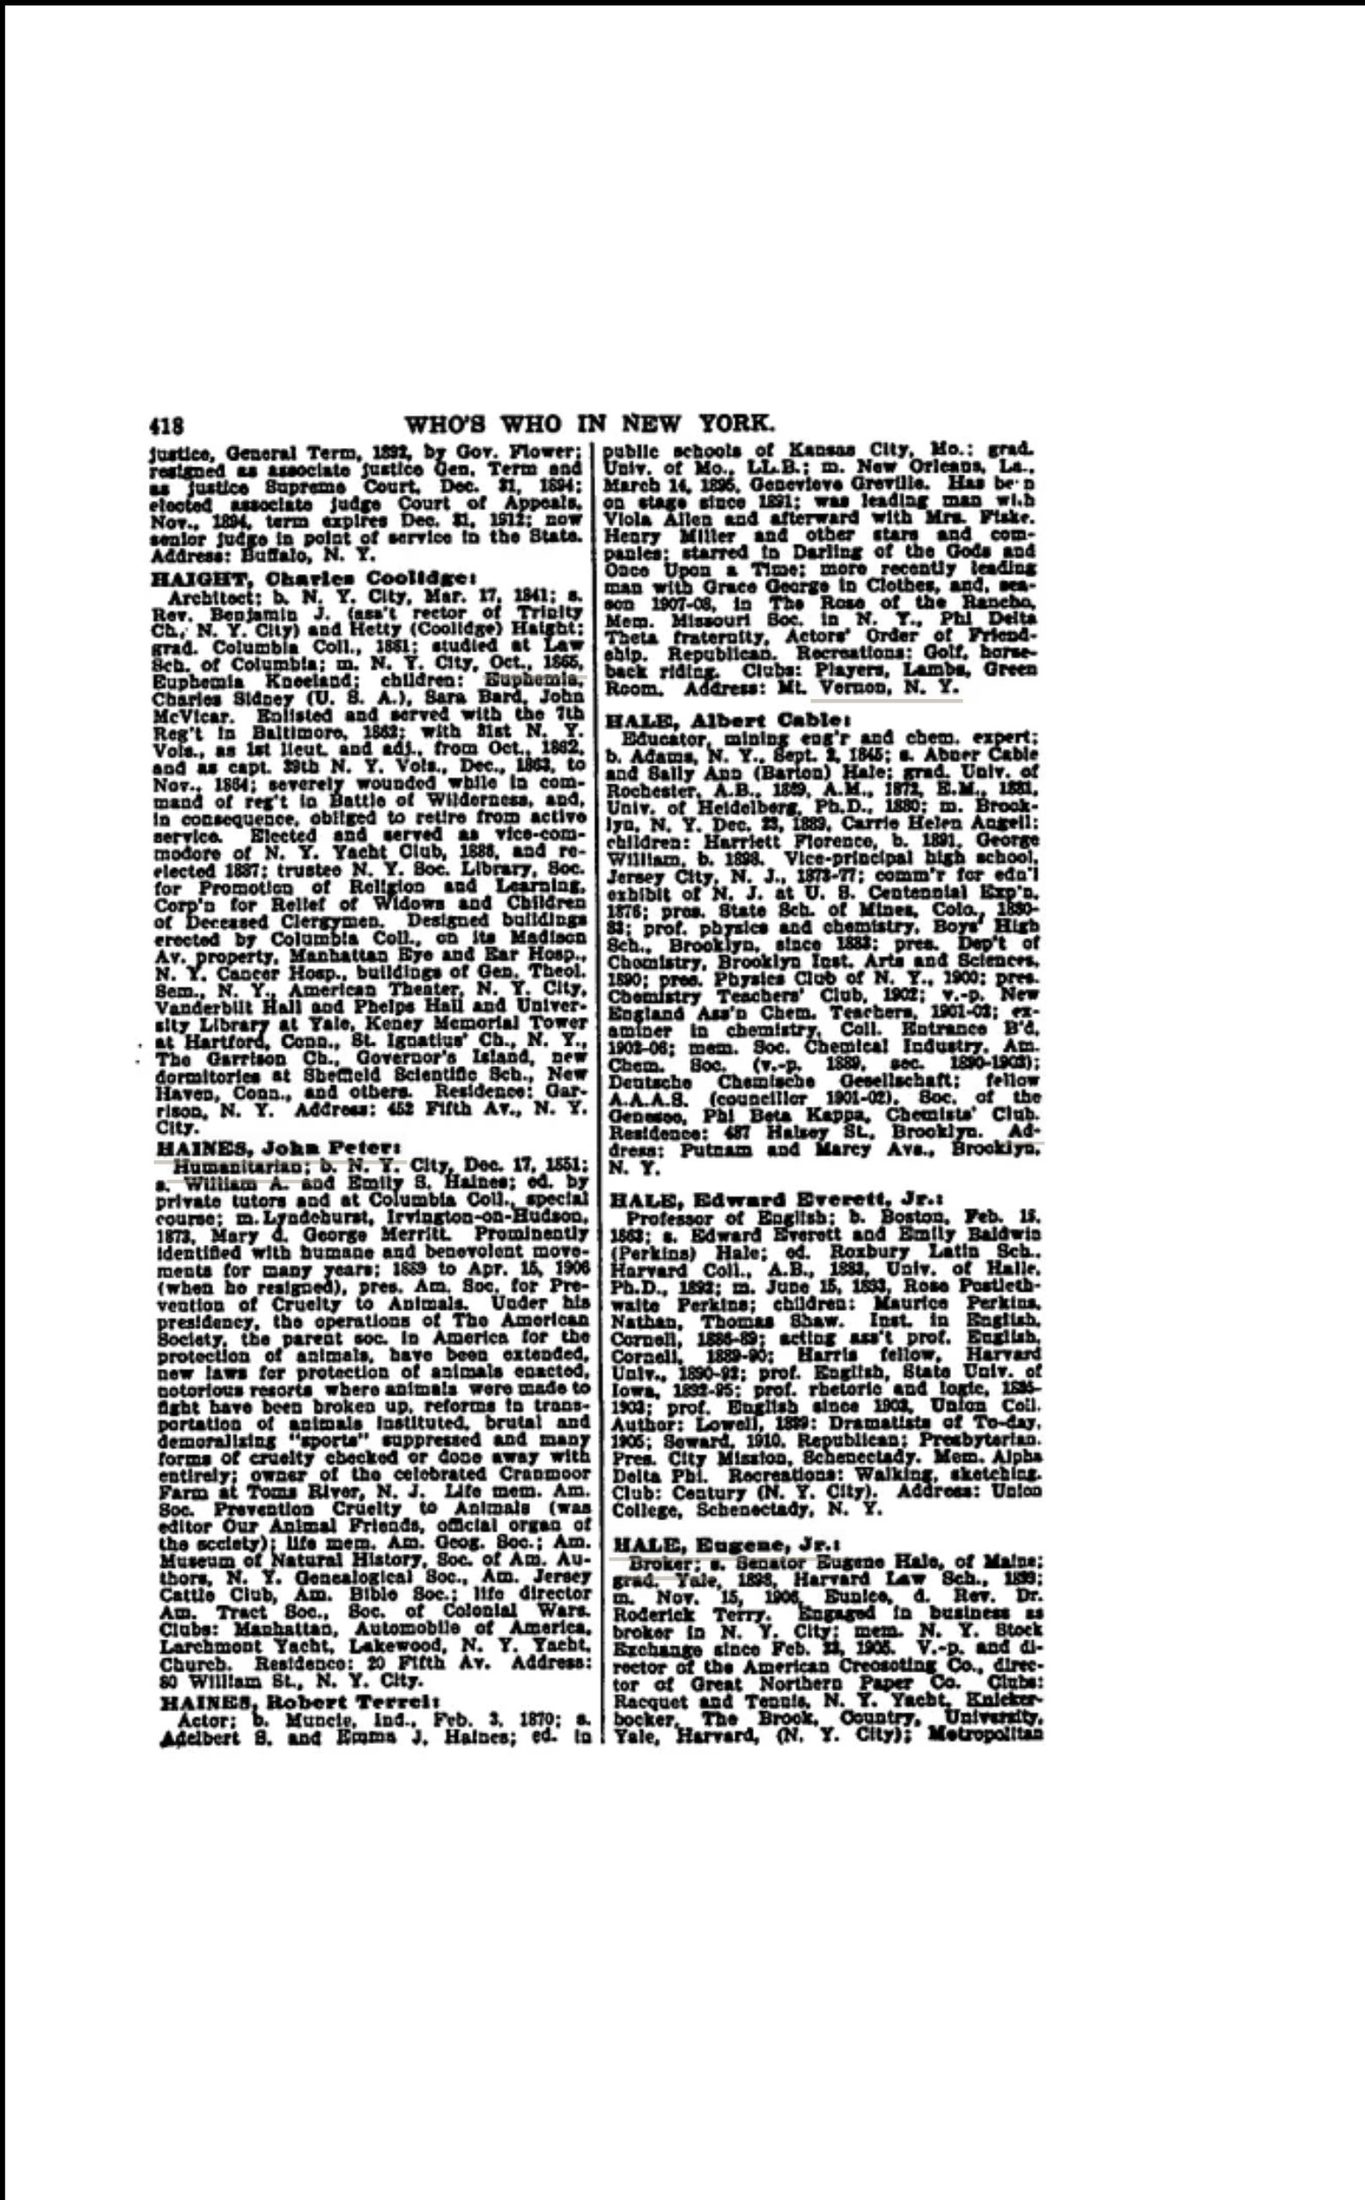 418 WHO'S WHO IN NEW YORK.
justice, General Term, 1892, by Gov. Flower;
resigned as associate justice Gen. Term and
as justice Supreme Court, Dec. 31, 1894;
elected associate judge Court of Appeals,
Nov., 1894, term expires Dec. 31, 1912; now
senior judge in point of service in the State.
Address: Buffalo, N. Y.
HAIGHT, Charles Coolidge:
Architect; b. N. Y. City, Mar. 17, 1841; s.
Rev. Benjamin J. (ass't rector of Trinity
Ch., N. Y. City) and Hetty (Coolidge) Haight;
grad. Columbia Coll., 1861; studied at Law
Sch. of Columbia; m. N. Y. City, Oct., 1865,
Euphemia Kneeland; children: Euphemia,
Charles Sidney (U. S. A.), Sara Bard, John
McVicar. Enlisted and served with the 7th
Reg't in Baltimore, 1862; with 31st N. Y.
Vols., as 1st lieut. and adj., from Oct., 1862,
and as capt. 39th N. Y. Vols., Dec., 1863, to
Nov., 1864; severely wounded while in com-
mand of reg't in Battle of Wilderness, and,
in consequence, obliged to retire from active
service. Elected and served as vice-com-
modore of N. Y. Yacht Club, 1886, and re-
elected 1887; trustee N. Y. Soc. Library, Soc.
for Promotion of Religion and Learning,
Corp'n for Relief of Widows and Children
of Deceased Clergymen. Designed buildings
erected by Columbia Coll., on its Madison
Av. property, Manhattan Eye and Ear Hosp.,
N. Y. Cancer Hosp., buildings of Gen. Theol.
Sem., N. Y., American Theater, N. Y. City,
Vanderbilt Hall and Phelps Hall and Univer-
sity Library at Yale, Keney Memorial Tower
at Hartford, Conn., St. Ignatius' Ch., N. Y.,
The Garrison Ch., Governor's Island, new
dormitories at Sheffield Scientific Sch., New
Haven, Conn., and others. Residence: Gar-
rison, N. Y. Address: 452 Fifth Av., N. Y.
City.
HAINES, John Peter:
Humanitarian; b. N. Y. City, Dec. 17, 1851;
s. William A. and Emily S. Haines; ed. by
private tutors and at Columbia Coll., special
course; m. Lyndehurst, Irvington-on-Hudson,
1873, Mary d. George Merritt. Prominently
identified with humane and benevolent move-
ments for many years; 1889 to Apr. 15, 1906
(when he resigned), pres. Am. Soc. for Pre-
vention of Cruelty to Animals. Under his
presidency, the operations of The American
Society, the parent soc. in America for the
protection of animals, have been extended,
new laws for protection of animals enacted,
notorious resorts where animals were made to
fight have been broken up, reforms in trans-
portation of animals instituted, brutal and
demoralizing "sports" suppressed and many
forms of cruelty checked or done away with
entirely; owner of the celebrated Cranmoor
Farm at Toms River, N. J. Life mem. Am.
Soc. Prevention Cruelty to Animals (was
editor Our Animal Friends, official organ of
the society); life mem. Am. Geog. Soc.; Am.
Museum of Natural History, Soc. of Am. Au-
thors, N. Y. Genealogical Soc., Am. Jersey
Cattle Club, Am. Bible Soc.; life director
Am. Tract Soc., Soc. of Colonial Wars.
Clubs: Manhattan, Automobile of America,
Larchmont Yacht, Lakewood, N. Y. Yacht,
Church. Residence: 20 Fifth Av. Address:
80 William St., N. Y. City.
HAINES, Robert Terrel:
Actor; b. Muncie, Ind., Feb. 3, 1870; s.
Adelbert S. and Emma J. Haines; ed. in
public schools of Kansas City, Mo.; grad.
Univ. of Mo., LL.B.; m. New Orleans, La.,
March 14, 1895, Genevieve Greville. Has been
on stage since 1891; was leading man with
Viola Allen and afterward with Mrs. Fiske,
Henry Miller and other stars and com-
panies; starred in Darling of the Gods and
Once Upon a Time; more recently leading
man with Grace George in Clothes, and, sea-
son 1907-08, in The Rose of the Rancho.
Mem. Missouri Soc. in N. Y., Phi Delta
Theta fraternity, Actors' Order of Friend-
ship. Republican. Recreations: Golf, horse-
back riding. Clubs: Players, Lambs, Green
Room. Address: Mt. Vernon, N. Y.
HALE, Albert Cable:
Educator, mining eng'r and chem. expert;
b. Adams, N. Y., Sept. 2, 1845; s. Abner Cable
and Sally Ann (Barton) Hale; grad. Univ. of
Rochester, A.B., 1869, A.M., 1872, E.M., 1881,
Univ. of Heidelberg, Ph.D., 1880; m. Brook-
lyn, N. Y. Dec. 23, 1889, Carrie Helen Angell;
children: Harriett Florence, b. 1891, George
William, b. 1898. Vice-principal high school,
Jersey City, N. J., 1873-77; comm'r for edn'l
exhibit of N. J. at U. S. Centennial Exp'n,
1876; pres. State Sch. of Mines, Colo., 1880-
83; prof. physics and chemistry, Boys' High
Sch., Brooklyn, since 1883; pres. Dep't of
Chemistry, Brooklyn Inst. Arts and Sciences,
1890; pres. Physics Club of N. Y., 1900; pres.
Chemistry Teachers' Club, 1902; v.-p. New
England Ass'n Chem. Teachers, 1901-02; ex-
aminer in chemistry, Coll. Entrance B'd,
1902-06; mem. Soc. Chemical Industry, Am.
Chem. Soc. (v.-p. 1889, sec. 1890-1903);
Deutsche Chemische Gesellschaft; fellow
A.A.A.S. (councillor 1901-02), Soc. of the
Genesee, Phi Beta Kappa, Chemists' Club.
Residence: 487 Halsey St., Brooklyn. Ad-
dress: Putnam and Marcy Avs., Brooklyn,
N. Y.
HALE, Edward Everett, Jr.:
Professor of English; b. Boston, Feb. 18,
1863; s. Edward Everett and Emily Baldwin
(Perkins) Hale; ed. Roxbury Latin Sch.,
Harvard Coll., A.B., 1883, Univ. of Halle,
Ph.D., 1892; m. June 15, 1893, Rose Postleth-
waite Perkins; children: Maurice Perkins,
Nathan, Thomas Shaw. Inst. in English,
Cornell, 1886-89; acting ass't prof. English,
Cornell, 1889-90; Harris fellow, Harvard
Univ., 1890-92; prof. English, State Univ. of
Iowa, 1892-95; prof. rhetoric and logic, 1895-
1903; prof. English since 1903, Union Coll.
Author: Lowell, 1899; Dramatists of To-day,
1905; Seward, 1910. Republican; Presbyterian.
Pres. City Mission, Schenectady. Mem. Alpha
Delta Phi. Recreations: Walking, sketching.
Club: Century (N. Y. City). Address: Union
College, Schenectady, N. Y.
HALE, Eugene, Jr.:
Broker; s. Senator Eugene Hale, of Maine;
grad. Yale, 1898, Harvard Law Sch., 1899;
m. Nov. 15, 1906, Eunice, d. Rev. Dr.
Roderick Terry. Engaged in business as
broker in N. Y. City; mem. N. Y. Stock
Exchange since Feb. 23, 1905. V.-p. and di-
rector of the American Creosoting Co., direc-
tor of Great Northern Paper Co. Clubs:
Racquet and Tennis, N. Y. Yacht, Knicker-
bocker, The Brook, Country, University,
Yale, Harvard, (N. Y. City); Metropolitan